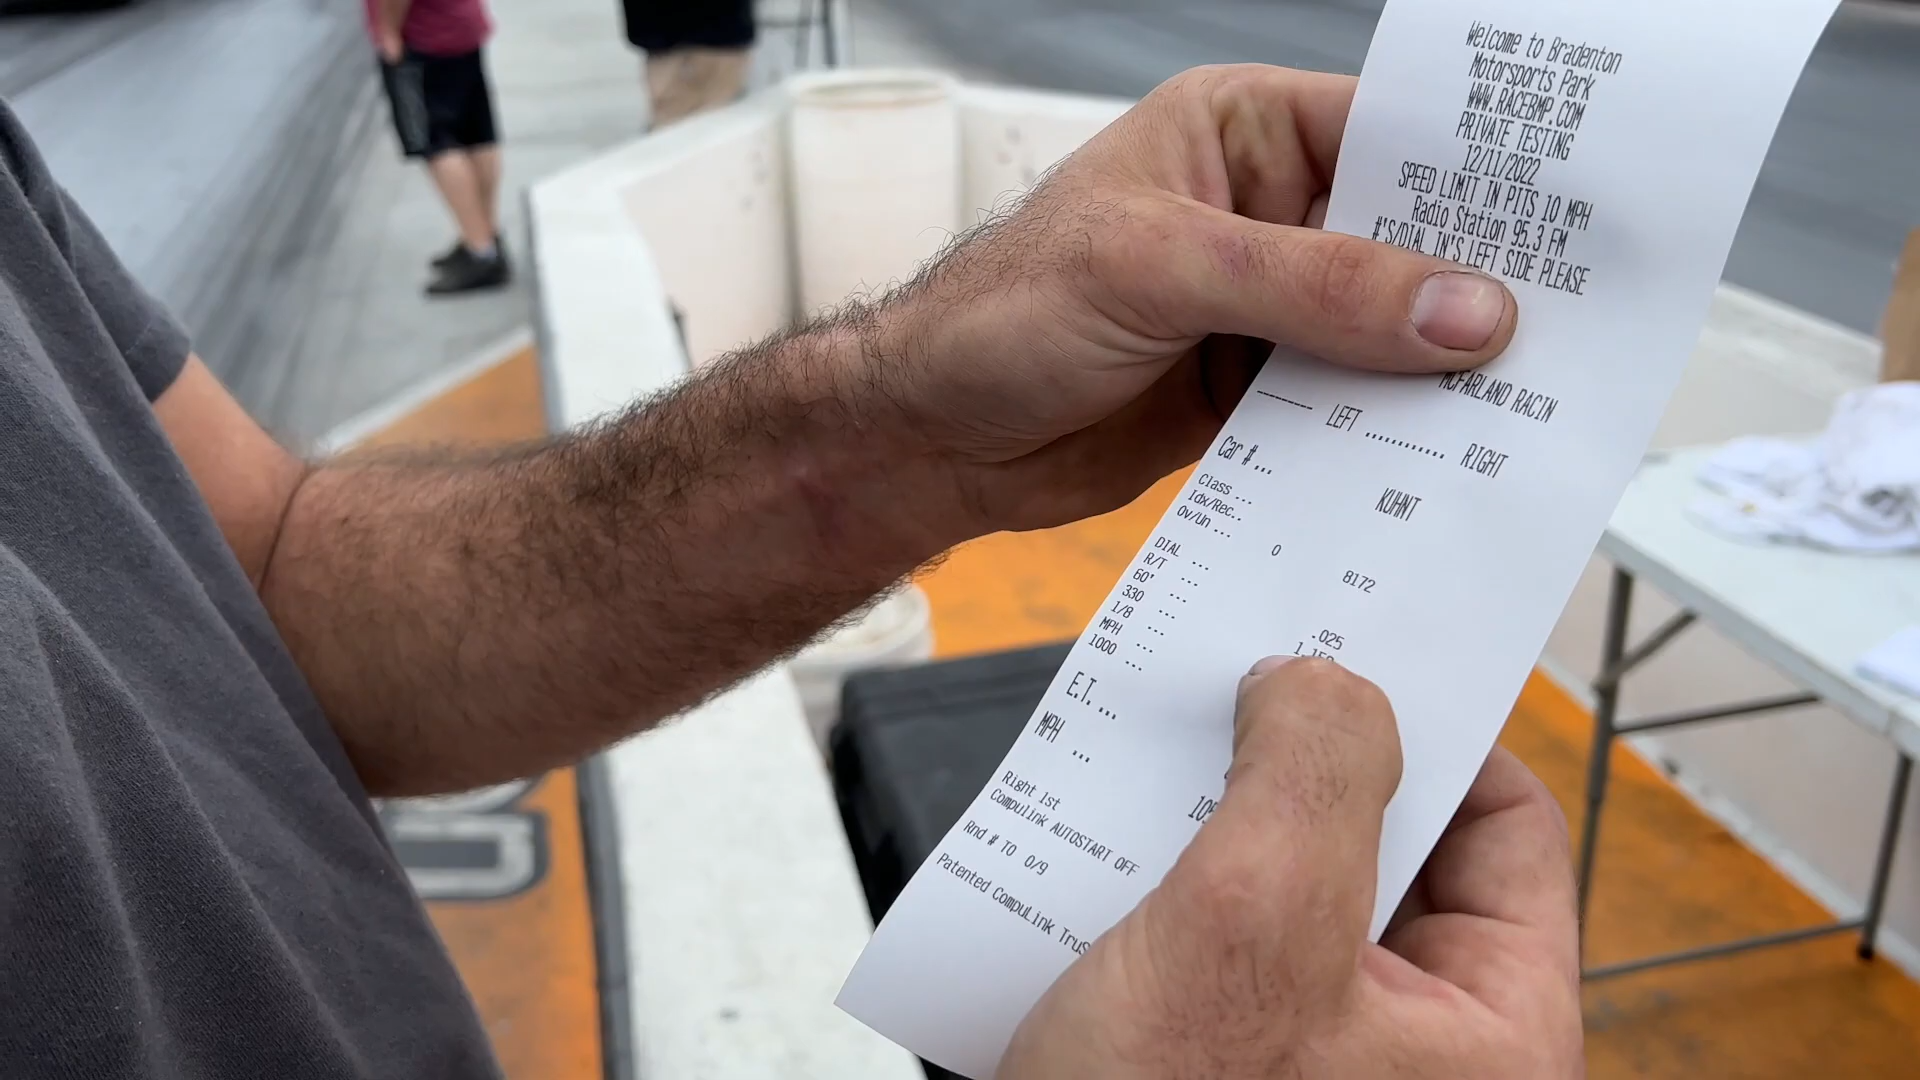 Welcome to Bradenton
Motorsports Park
WWW.RACEBMP.COM
PRIVATE TESTING
12/11/2022
SPEED LIMIT IN PITS 10 MPH
Radio Station 95.3 FM
#'S/DIAL IN'S LEFT SIDE PLEASE
MCFARLAND RACIN
------ LEFT ........... RIGHT
Car # ... KUHNT
Class ...
Idx/Rec..
Ov/Un ... 0
8172
DIAL ...
R/T ... .025
60' ...
330 ...
1/8 ...
MPH ...
1000 ...
E.T. ...
MPH ...
Right 1st
Compulink AUTOSTART OFF
Rnd # TO 0/9
Patented CompuLink